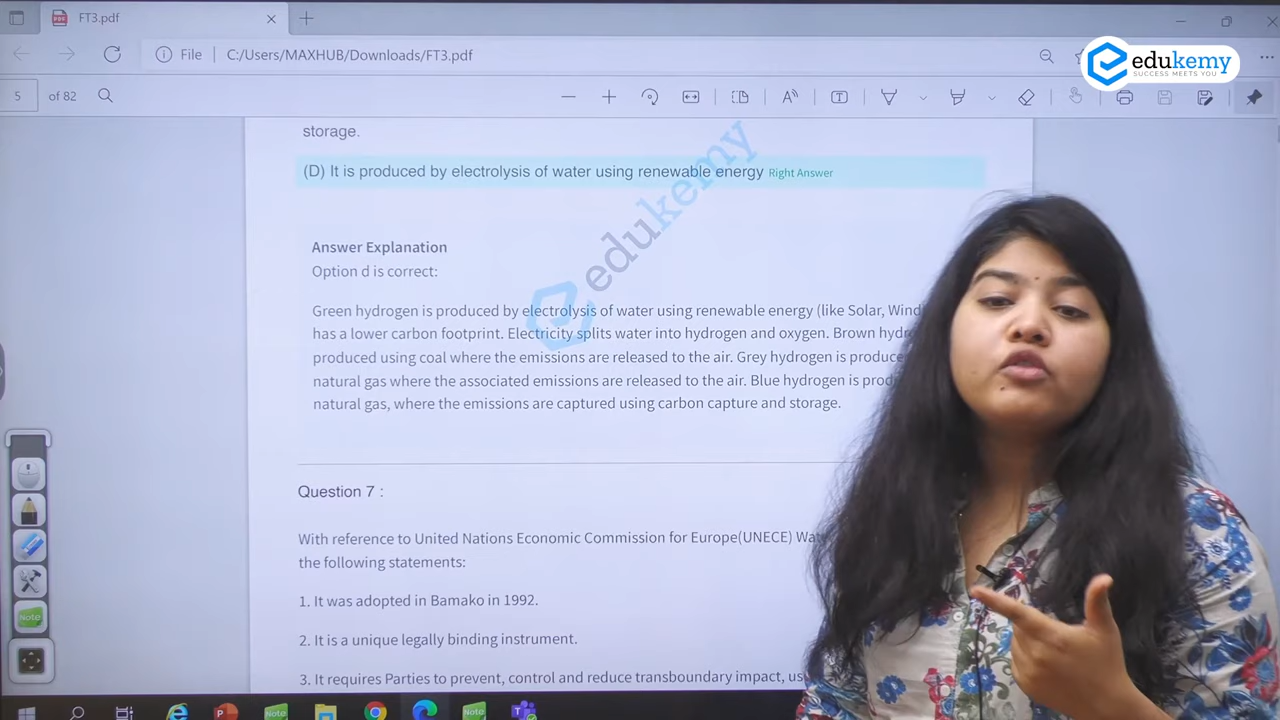 FT3.pdf
File C:/Users/MAXHUB/Downloads/FT3.pdf
edukemy
SUCCESS MEETS YOU
5 of 82
storage.
(D) It is produced by electrolysis of water using renewable energy Right Answer
edukemy
Answer Explanation
Option d is correct:
Green hydrogen is produced by electrolysis of water using renewable energy (like Solar, Wind
has a lower carbon footprint. Electricity splits water into hydrogen and oxygen. Brown
produced using coal where the emissions are released to the air. Grey hydrogen is
natural gas where the associated emissions are released to the air. Blue hydrogen is
natural gas, where the emissions are captured using carbon capture and storage.
Question 7 :
With reference to United Nations Economic Commission for Europe(UNECE)
the following statements:
1. It was adopted in Bamako in 1992.
2. It is a unique legally binding instrument.
3. It requires Parties to prevent, control and reduce transboundary impact,
Note
Note
Note